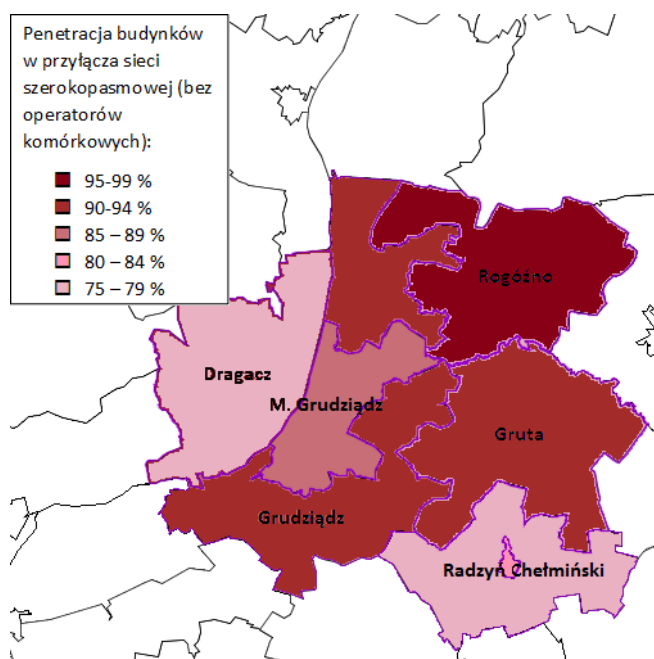 Penetracja budynków
w przyłącza sieci
szerokopasmowej (bez
operatorów
komórkowych):
95-99 %
90-94 %
85 – 89 %
80 – 84 %
75 – 79 %
Rogóźno
Dragacz
M. Grudziądz
Gruta
Grudziądz
Radzyn Chełmiński